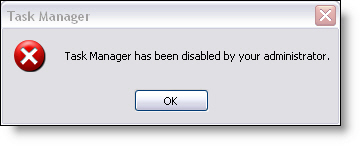 Task Manager
Task Manager has been disabled by your administrator.
OK